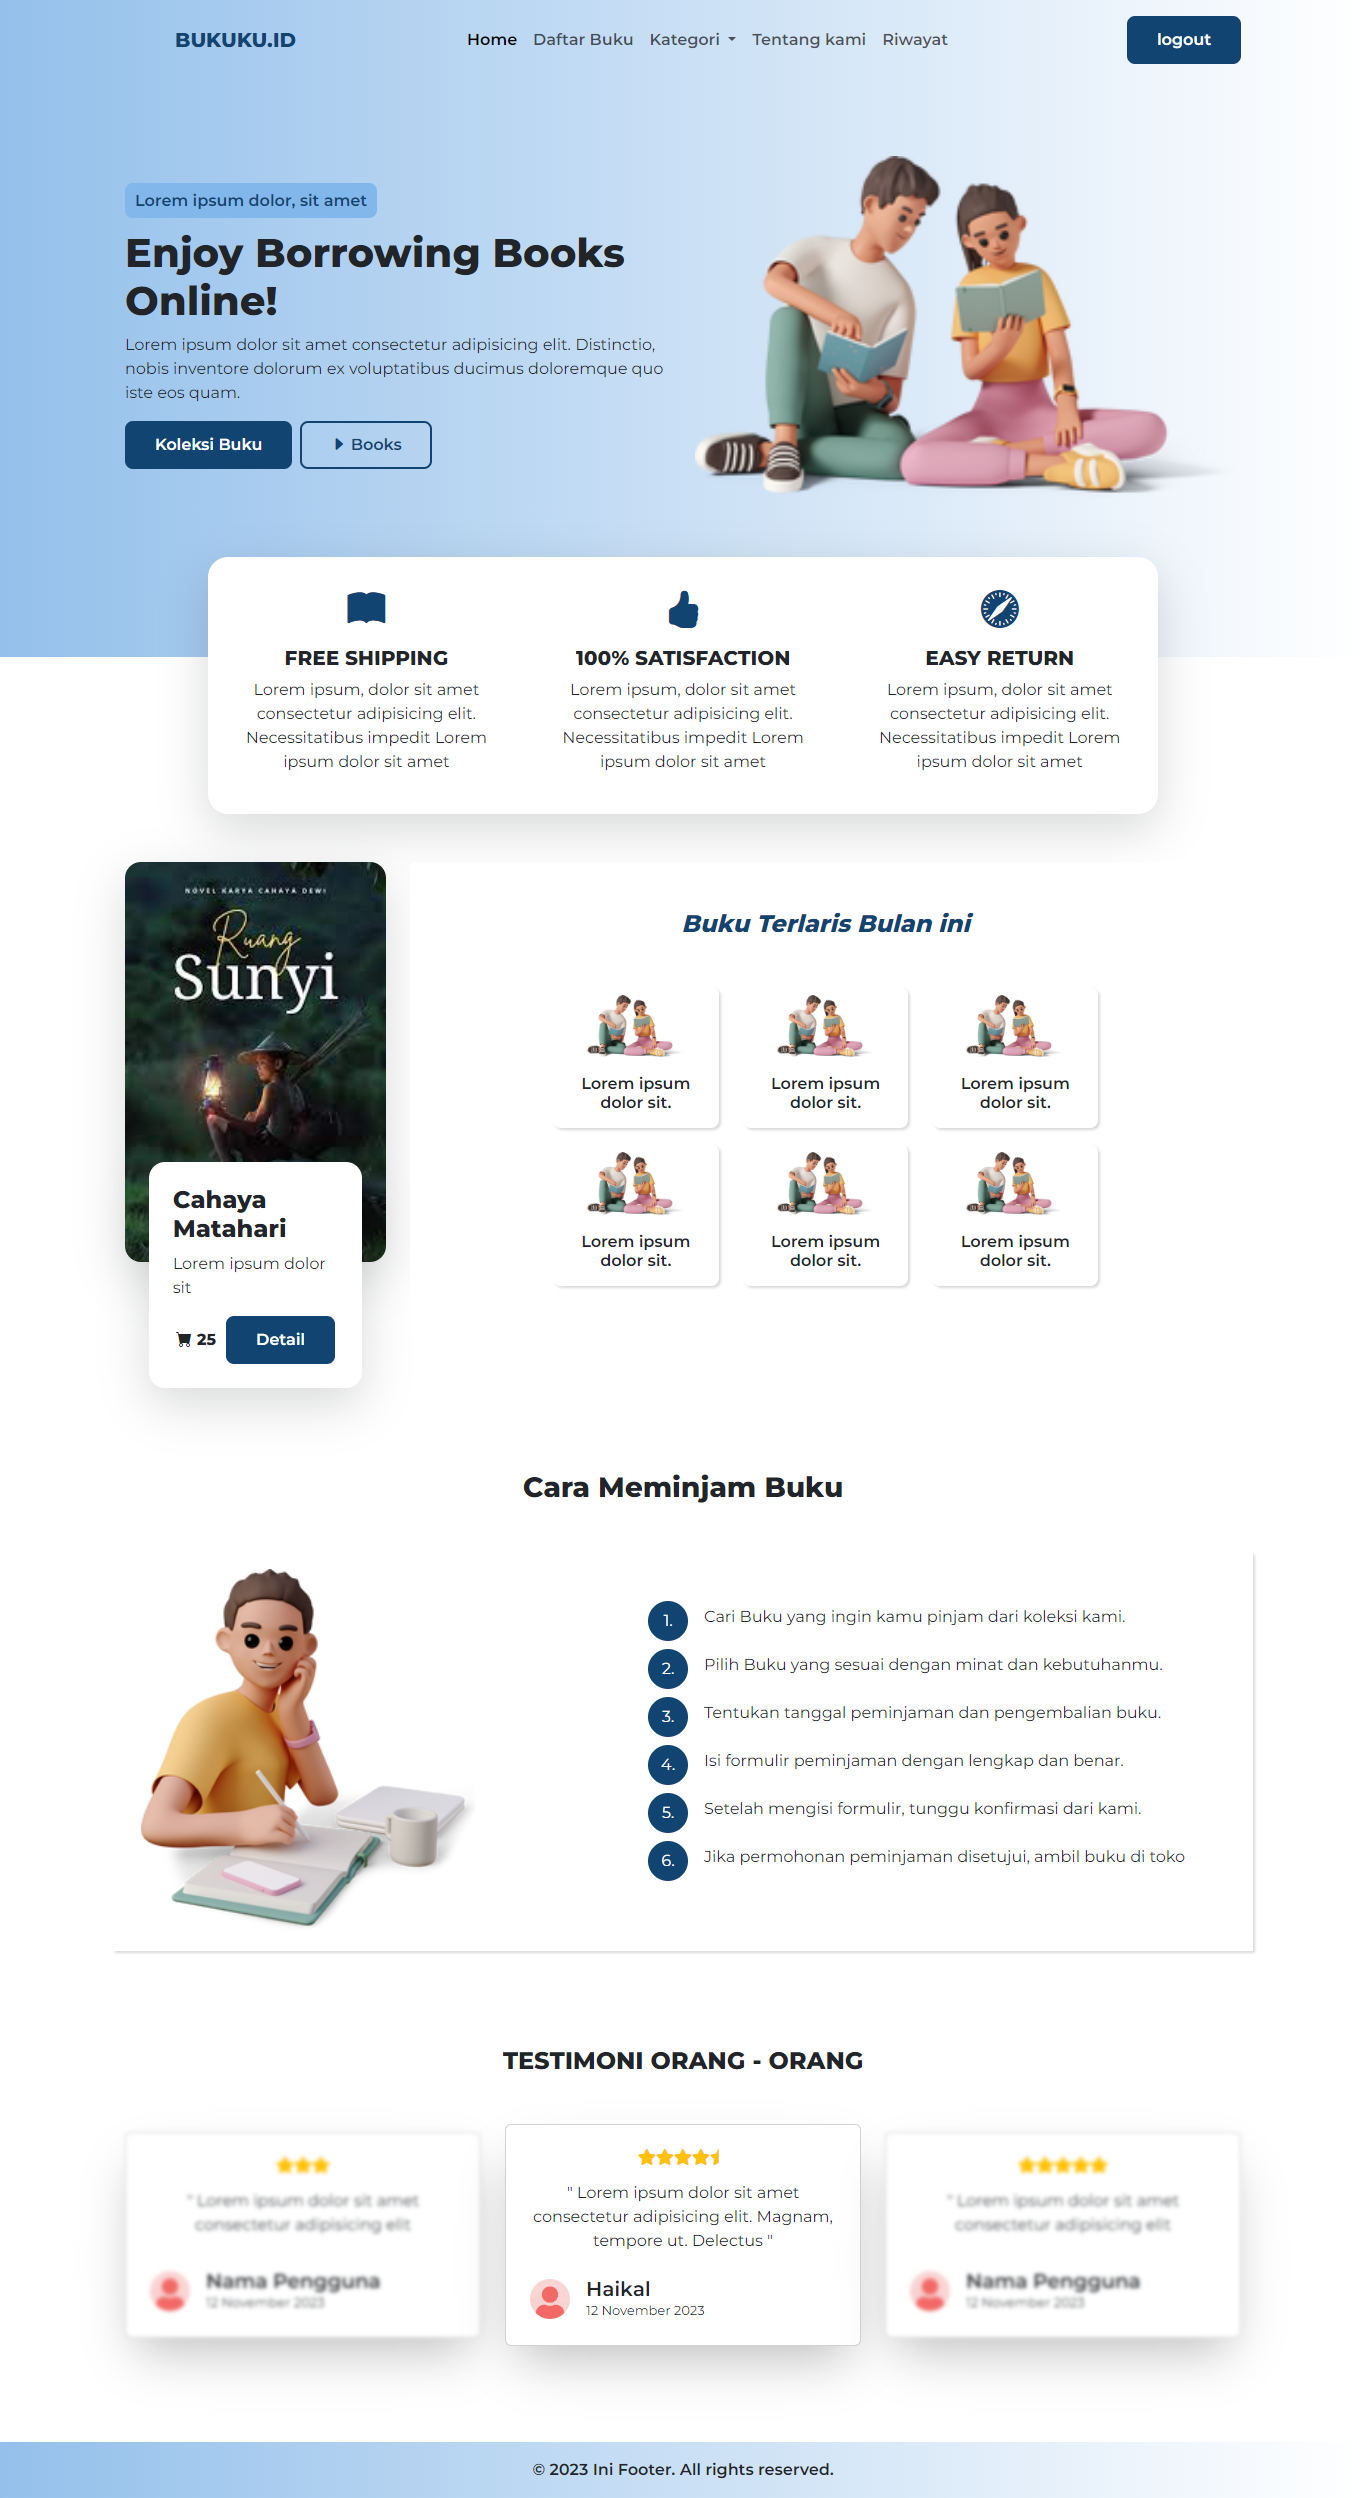 BUKUKU.ID
Home Daftar Buku Kategori Tentang kami Riwayat
logout
Lorem ipsum dolor, sit amet
Enjoy Borrowing Books
Online!
Lorem ipsum dolor sit amet consectetur adipisicing elit. Distinctio,
nobis inventore dolorum ex voluptatibus ducimus doloremque quo
iste eos quam.
Koleksi Buku
Books
FREE SHIPPING
Lorem ipsum, dolor sit amet
consectetur adipisicing elit.
Necessitatibus impedit Lorem
ipsum dolor sit amet
100% SATISFACTION
Lorem ipsum, dolor sit amet
consectetur adipisicing elit.
Necessitatibus impedit Lorem
ipsum dolor sit amet
EASY RETURN
Lorem ipsum, dolor sit amet
consectetur adipisicing elit.
Necessitatibus impedit Lorem
ipsum dolor sit amet
NOVEL KARYA CAHAYA DEWI
Ruang
Sunyi
Cahaya
Matahari
Lorem ipsum dolor
sit
25
Detail
Buku Terlaris Bulan ini
Lorem ipsum
dolor sit.
Lorem ipsum
dolor sit.
Lorem ipsum
dolor sit.
Lorem ipsum
dolor sit.
Lorem ipsum
dolor sit.
Lorem ipsum
dolor sit.
Cara Meminjam Buku
1. Cari Buku yang ingin kamu pinjam dari koleksi kami.
2. Pilih Buku yang sesuai dengan minat dan kebutuhanmu.
3. Tentukan tanggal peminjaman dan pengembalian buku.
4. Isi formulir peminjaman dengan lengkap dan benar.
5. Setelah mengisi formulir, tunggu konfirmasi dari kami.
6. Jika permohonan peminjaman disetujui, ambil buku di toko
TESTIMONI ORANG - ORANG
" Lorem ipsum dolor sit amet
consectetur adipisicing elit
Nama Pengguna
12 November 2023
" Lorem ipsum dolor sit amet
consectetur adipisicing elit. Magnam,
tempore ut. Delectus "
Haikal
12 November 2023
" Lorem ipsum dolor sit amet
consectetur adipisicing elit
Nama Pengguna
12 November 2023
© 2023 Ini Footer. All rights reserved.